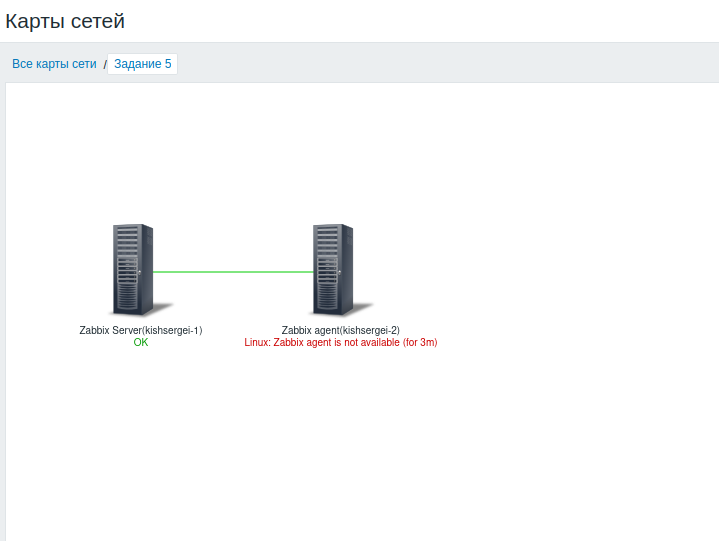 Карты сетей
Все карты сети / Задание 5
Zabbix Server(kishsergei-1)
OK
Zabbix agent(kishsergei-2)
Linux: Zabbix agent is not available (for 3m)